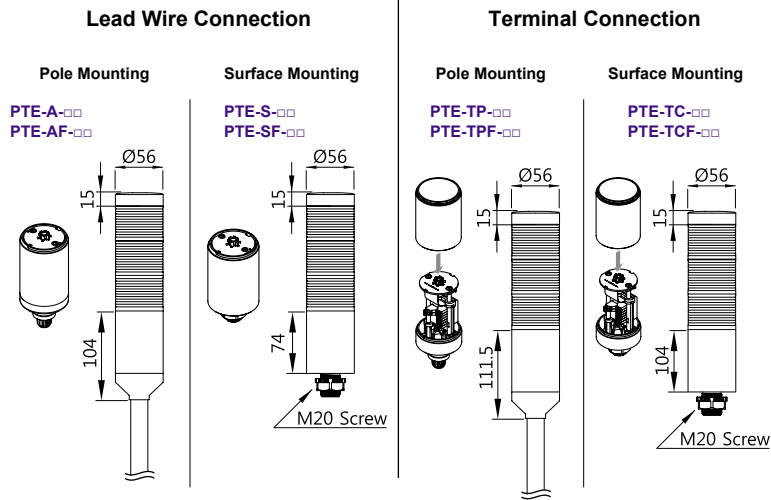 Lead Wire Connection
Terminal Connection
Pole Mounting
Surface Mounting
Pole Mounting
Surface Mounting
PTE-A-□□
PTE-AF-□□
PTE-S-□□
PTE-SF-□□
PTE-TP-□□
PTE-TPF-□□
PTE-TC-□□
PTE-TCF-□□
Ø56
15
104
Ø56
15
74
M20 Screw
Ø56
15
111.5
Ø56
15
104
M20 Screw